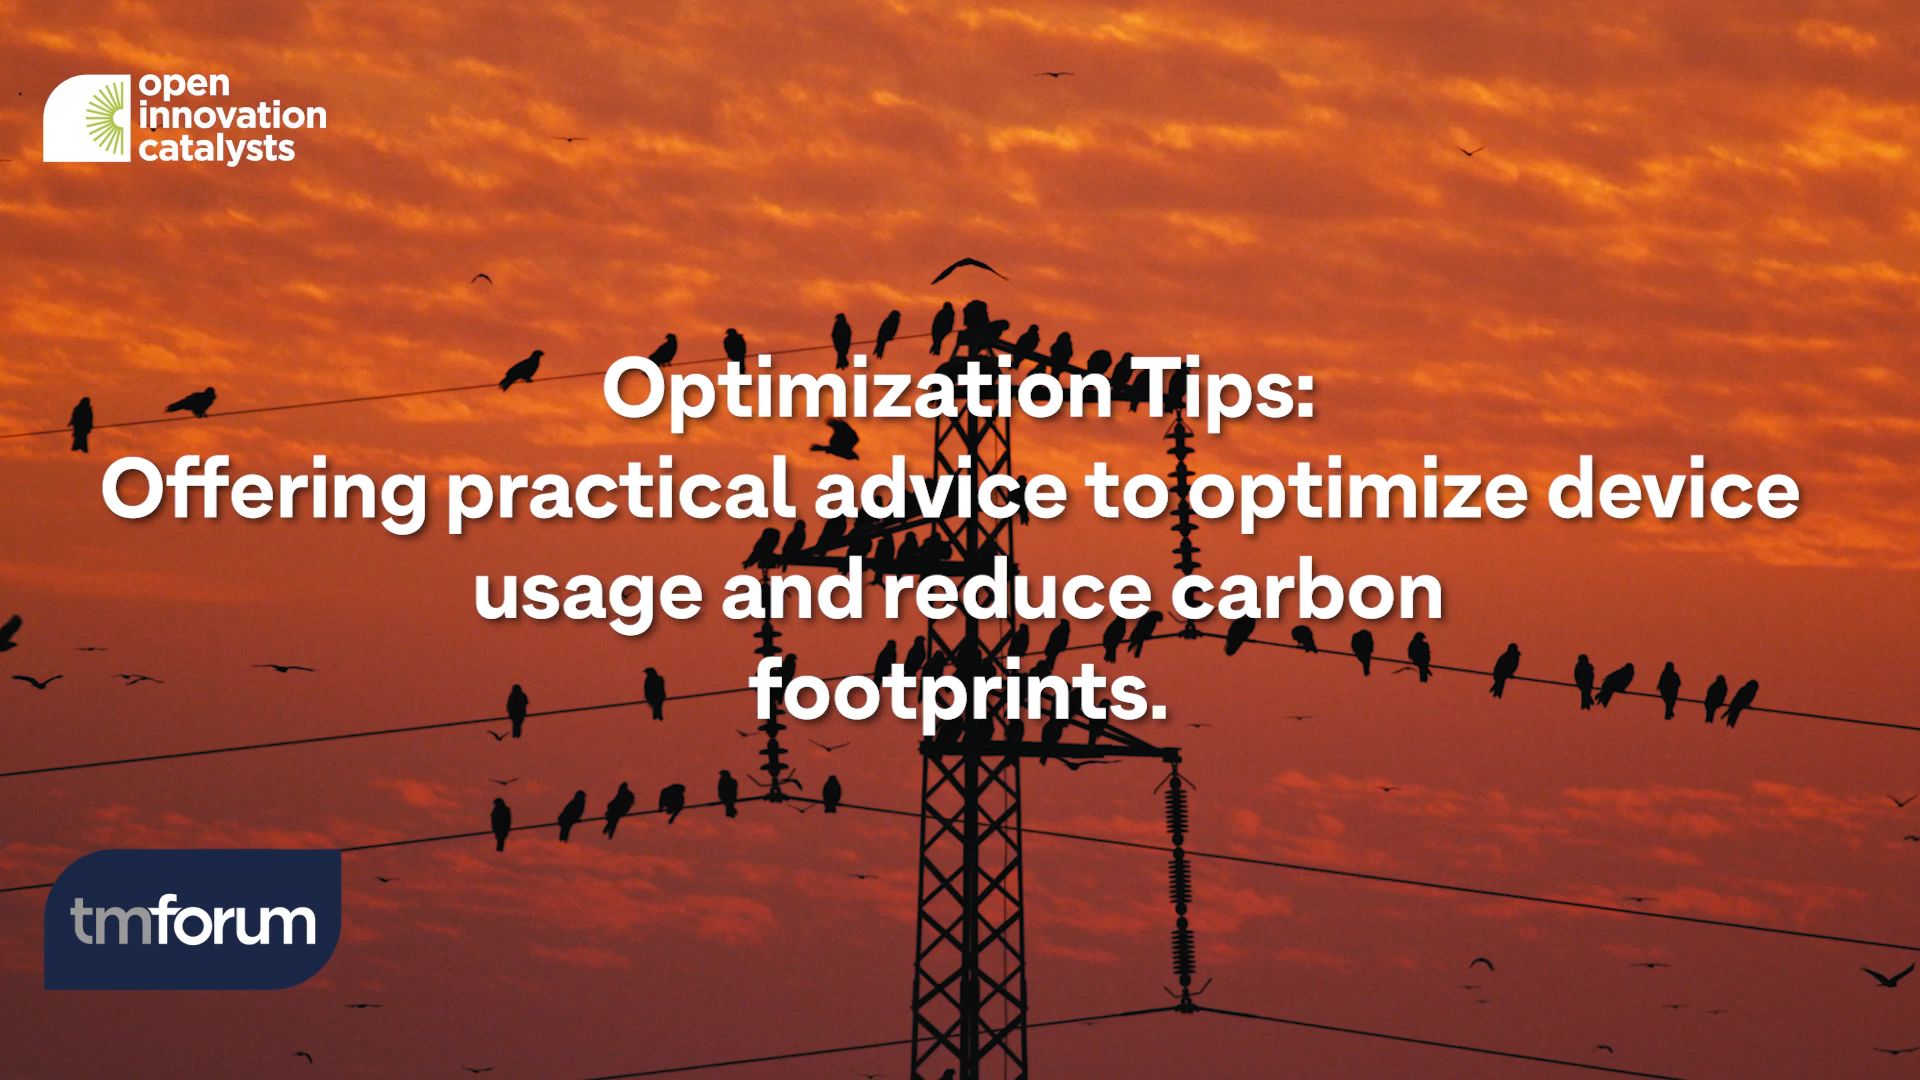 open
innovation
catalysts
Optimization Tips:
Offering practical advice to optimize device
usage and reduce carbon
footprints.
tmforum